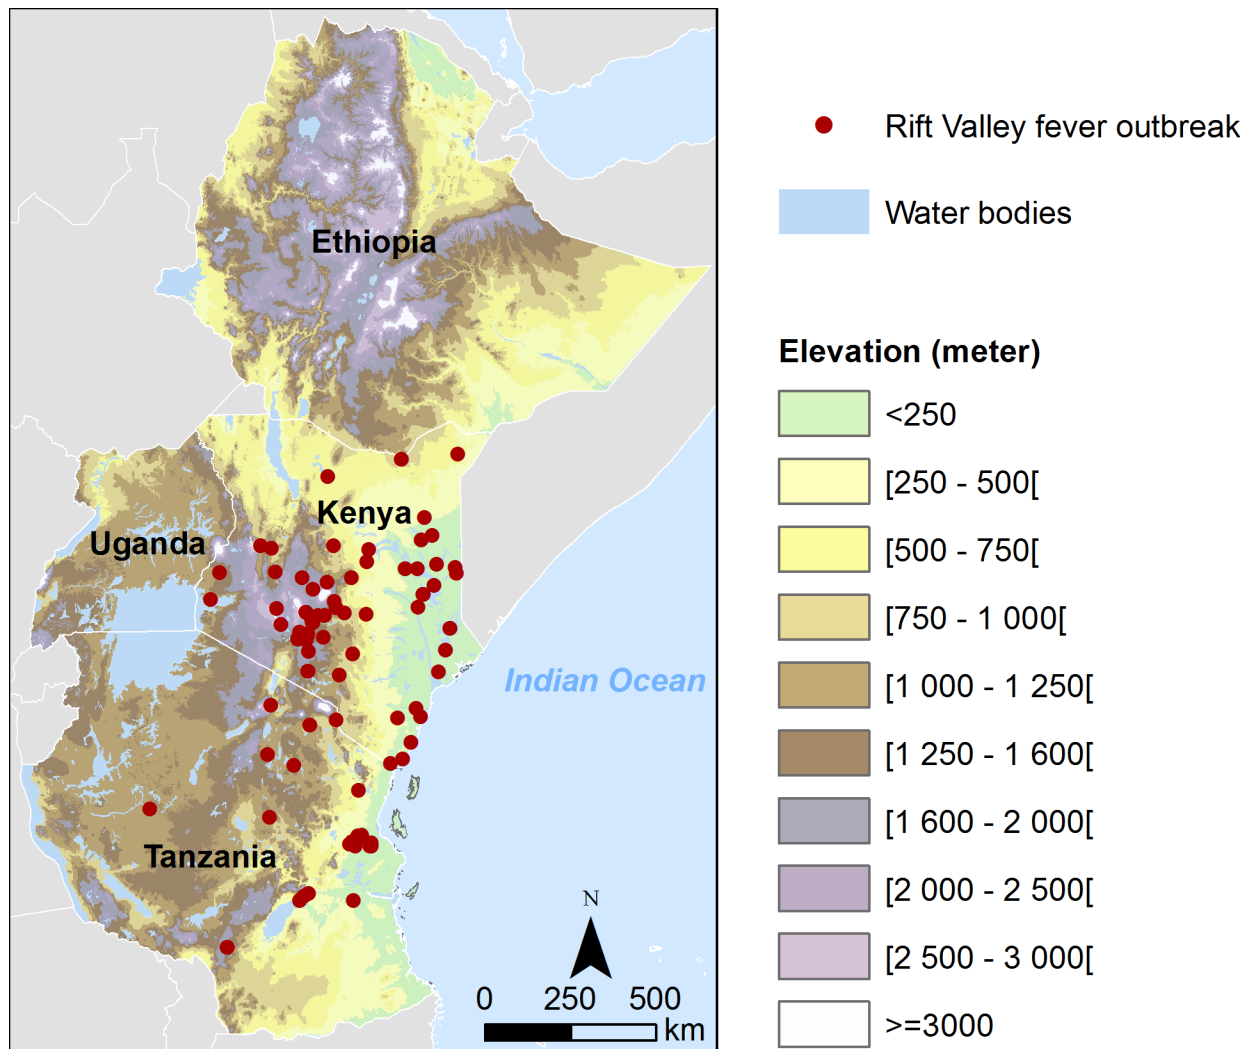 Ethiopia
Kenya
Uganda
Indian Ocean
Tanzania
N
0 250 500
km
Rift Valley fever outbreak
Water bodies
Elevation (meter)
<250
[250 - 500[
[500 - 750[
[750 - 1 000[
[1 000 - 1 250[
[1 250 - 1 600[
[1 600 - 2 000[
[2 000 - 2 500[
[2 500 - 3 000[
>=3000